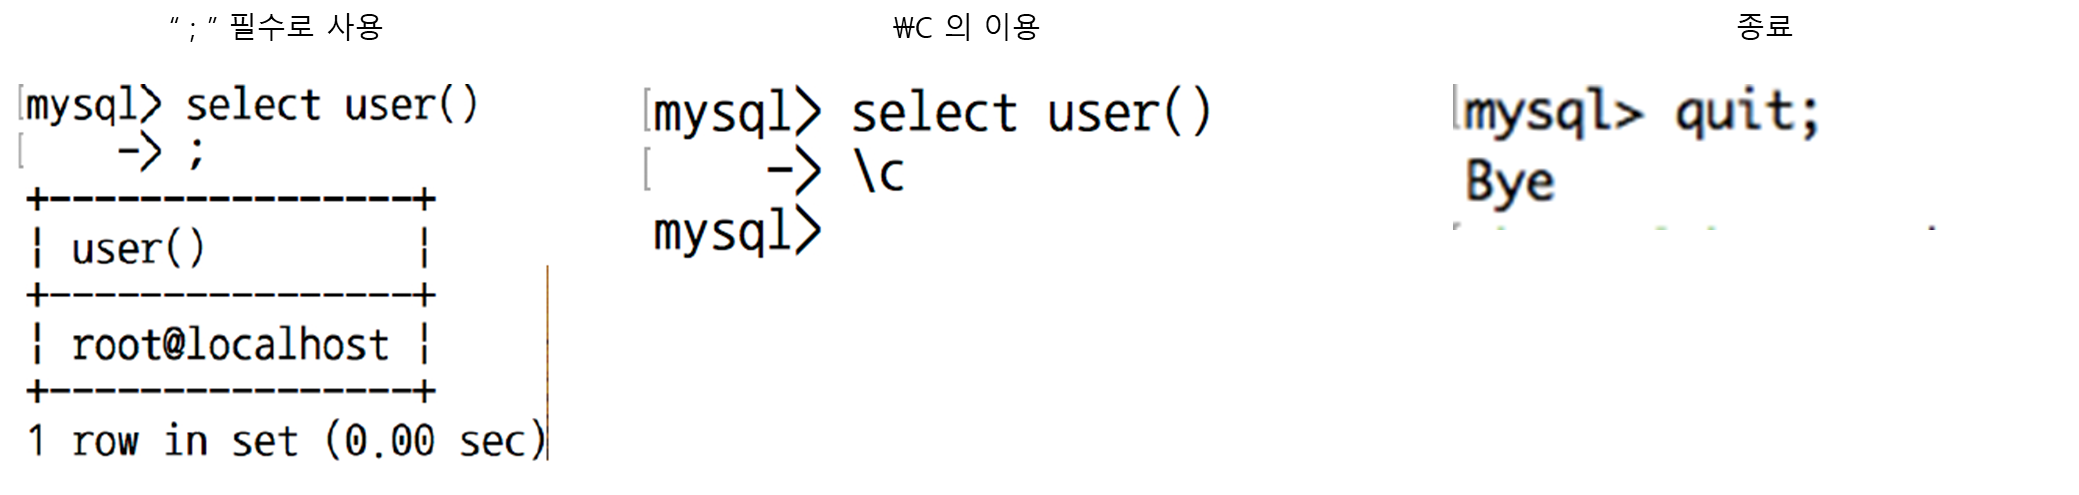 “ ; ” 필수로 사용
[mysql> select user()
[    -> ;
+----------------+
| user()         |
+----------------+
| root@localhost |
+----------------+
1 row in set (0.00 sec)
₩C 의 이용
[mysql> select user()
[    -> \c
mysql>
종료
[mysql> quit;
Bye